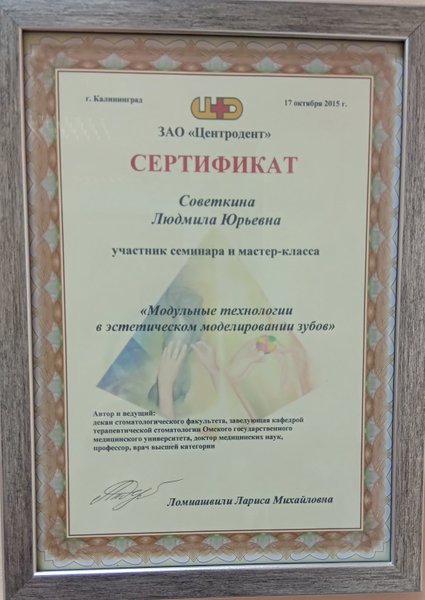 г. Калининград
17 октября 2015 г.
ЗАО «Центродент»
СЕРТИФИКАТ
Советкина
Людмила Юрьевна
участник семинара и мастер-класса
«Модульные технологии
в эстетическом моделировании зубов»
Автор и ведущий:
декан стоматологического факультета, заведующая кафедрой
терапевтической стоматологии Омского государственного
медицинского университета, доктор медицинских наук,
профессор, врач высшей категории
Ломиашвили Лариса Михайловна